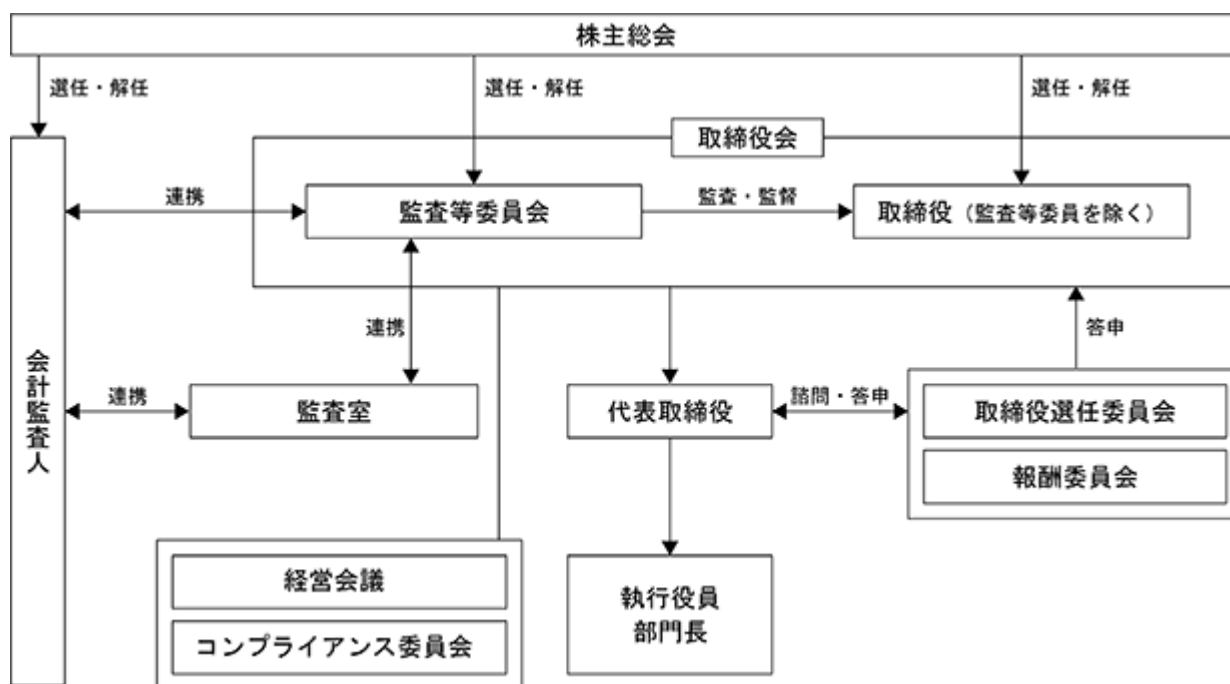 株主総会
選任・解任
選任・解任
選任・解任
取締役会
連携
監査等委員会
監査・監督
取締役（監査等委員を除く）
連携
答申
会計監査人
連携
監査室
代表取締役
諮問・答申
取締役選任委員会
報酬委員会
経営会議
コンプライアンス委員会
執行役員
部門長